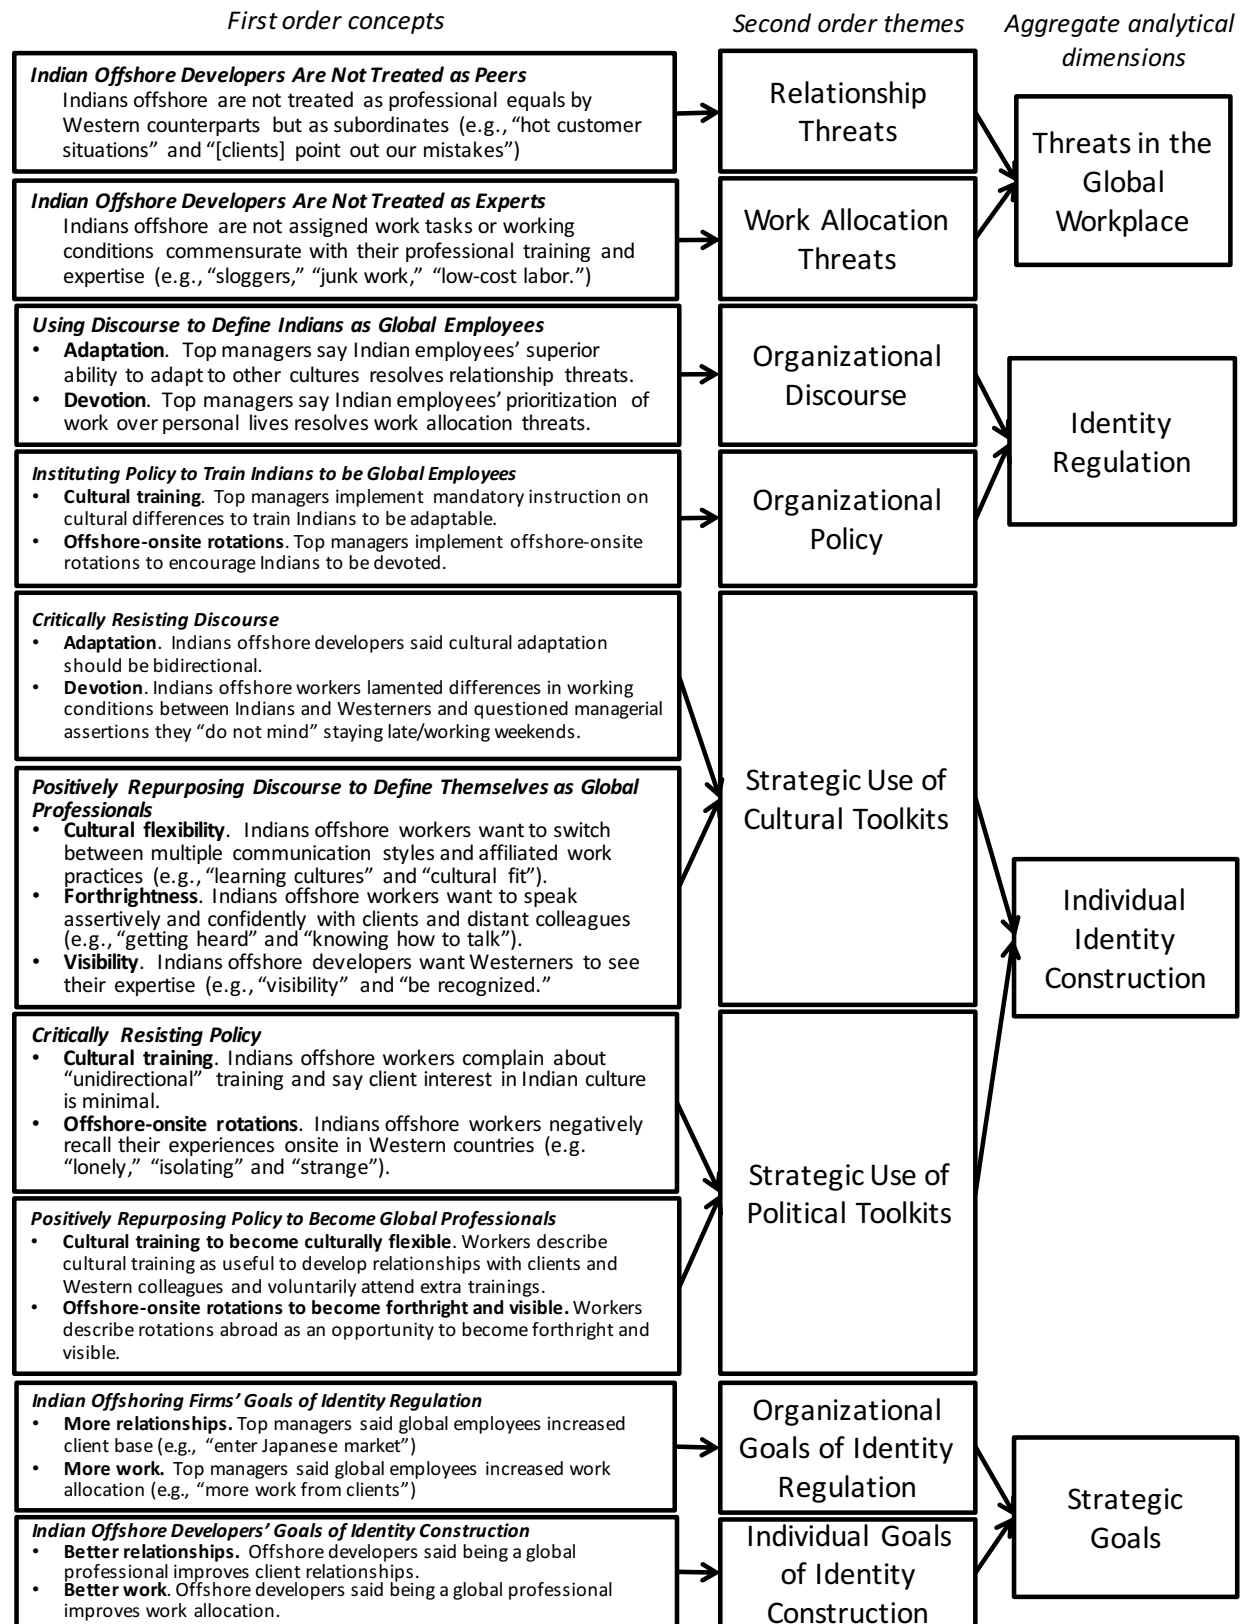 First order concepts
Second order themes
Aggregate analytical
dimensions
Indian Offshore Developers Are Not Treated as Peers
Indians offshore are not treated as professional equals by
Western counterparts but as subordinates (e.g., “hot customer
situations” and “[clients] point out our mistakes”)
Relationship
Threats
Threats in the
Global
Workplace
Indian Offshore Developers Are Not Treated as Experts
Indians offshore are not assigned work tasks or working
conditions commensurate with their professional training and
expertise (e.g., “sloggers,” “junk work,” “low-cost labor.”)
Work Allocation
Threats
Using Discourse to Define Indians as Global Employees
• Adaptation. Top managers say Indian employees’ superior
ability to adapt to other cultures resolves relationship threats.
• Devotion. Top managers say Indian employees’ prioritization of
work over personal lives resolves work allocation threats.
Organizational
Discourse
Identity
Regulation
Instituting Policy to Train Indians to be Global Employees
• Cultural training. Top managers implement mandatory instruction on
cultural differences to train Indians to be adaptable.
• Offshore-onsite rotations. Top managers implement offshore-onsite
rotations to encourage Indians to be devoted.
Organizational
Policy
Critically Resisting Discourse
• Adaptation. Indians offshore developers said cultural adaptation
should be bidirectional.
• Devotion. Indians offshore workers lamented differences in working
conditions between Indians and Westerners and questioned managerial
assertions they “do not mind” staying late/working weekends.
Positively Repurposing Discourse to Define Themselves as Global
Professionals
• Cultural flexibility. Indians offshore workers want to switch
between multiple communication styles and affiliated work
practices (e.g., “learning cultures” and “cultural fit”).
• Forthrightness. Indians offshore workers want to speak
assertively and confidently with clients and distant colleagues
(e.g., “getting heard” and “knowing how to talk”).
• Visibility. Indians offshore developers want Westerners to see
their expertise (e.g., “visibility” and “be recognized.”
Strategic Use of
Cultural Toolkits
Individual
Identity
Construction
Critically Resisting Policy
• Cultural training. Indians offshore workers complain about
“unidirectional” training and say client interest in Indian culture
is minimal.
• Offshore-onsite rotations. Indians offshore workers negatively
recall their experiences onsite in Western countries (e.g.
“lonely,” “isolating” and “strange”).
Positively Repurposing Policy to Become Global Professionals
• Cultural training to become culturally flexible. Workers describe
cultural training as useful to develop relationships with clients and
Western colleagues and voluntarily attend extra trainings.
• Offshore-onsite rotations to become forthright and visible. Workers
describe rotations abroad as an opportunity to become forthright and
visible.
Strategic Use of
Political Toolkits
Indian Offshoring Firms’ Goals of Identity Regulation
• More relationships. Top managers said global employees increased
client base (e.g., “enter Japanese market”)
• More work. Top managers said global employees increased work
allocation (e.g., “more work from clients”)
Organizational
Goals of Identity
Regulation
Strategic
Goals
Indian Offshore Developers’ Goals of Identity Construction
• Better relationships. Offshore developers said being a global
professional improves client relationships.
• Better work. Offshore developers said being a global professional
improves work allocation.
Individual Goals
of Identity
Construction